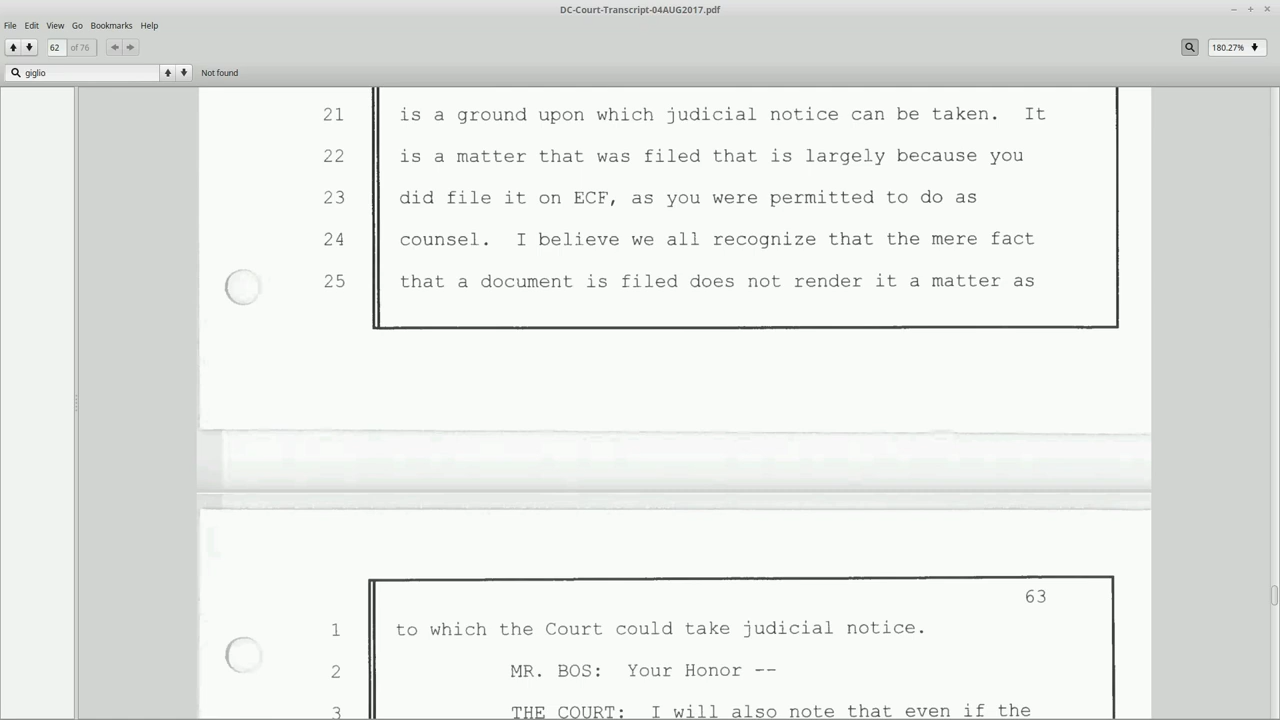 DC-Court-Transcript-04AUG2017.pdf
File Edit View Go Bookmarks Help
62 of 76
180.27%
giglio Not found
21 is a ground upon which judicial notice can be taken. It
22 is a matter that was filed that is largely because you
23 did file it on ECF, as you were permitted to do as
24 counsel. I believe we all recognize that the mere fact
25 that a document is filed does not render it a matter as
63
1 to which the Court could take judicial notice.
2 MR. BOS: Your Honor --
3 THE COURT: I will also note that even if the